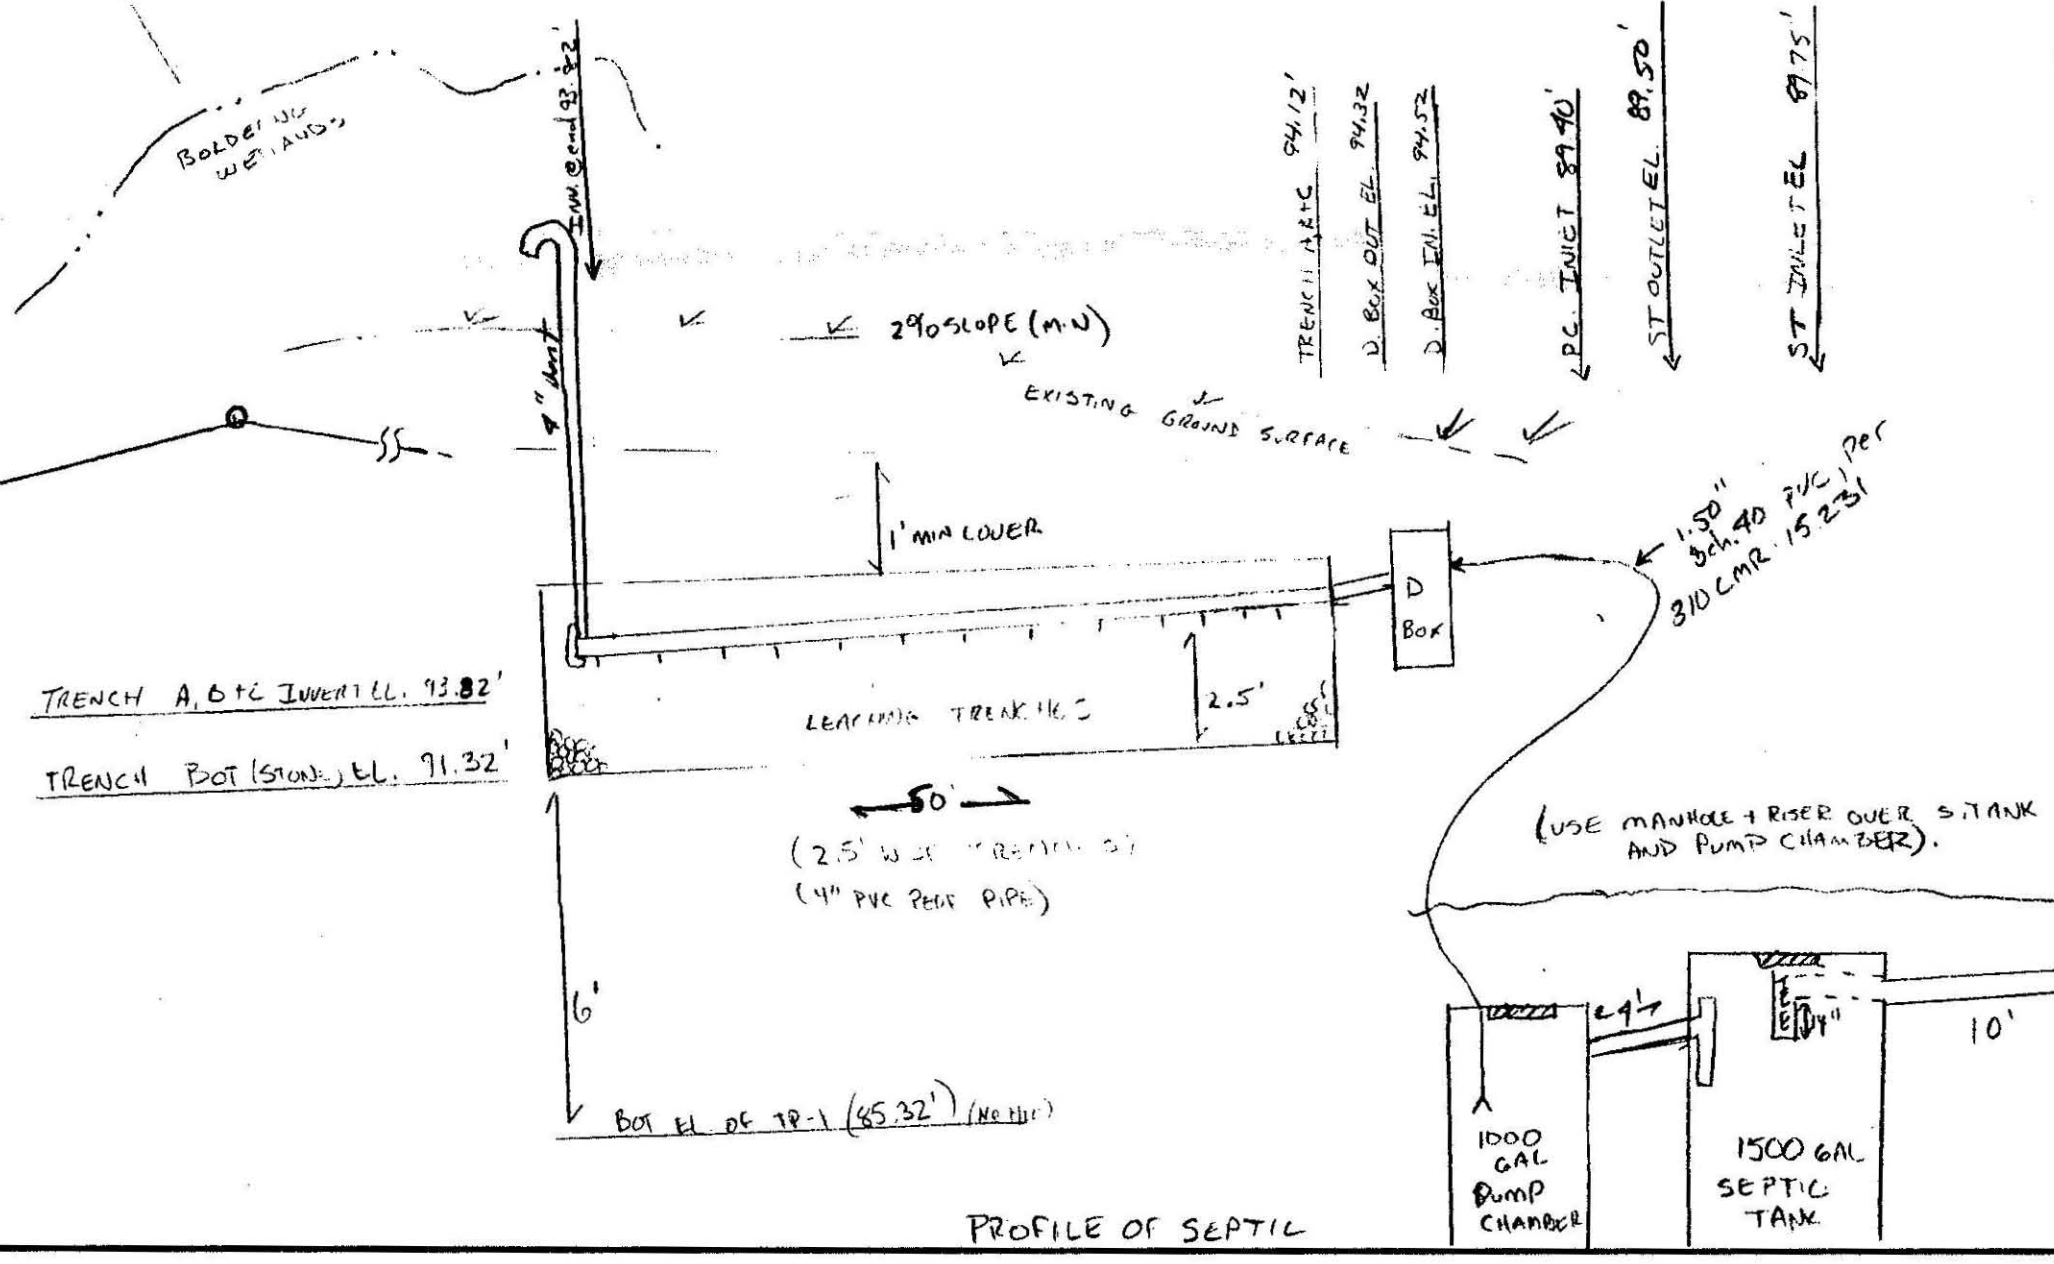 BORDERING
WETLANDS
INV. @ end 93.82'
4" Vent
2% SLOPE (MIN)
EXISTING GROUND SURFACE
1' MIN COVER
TRENCH A B+C 94.12'
D. BOX OUT EL. 94.32
D. BOX IN. EL. 94.52
P.C. INLET 89.40'
ST OUTLET EL. 89.50'
ST INLET EL 89.75'
1.50"
Sch. 40 PVC, per
310 CMR 15.231
D
BOX
TRENCH A, B+C INVERT EL. 93.82'
TRENCH BOT (STONE) EL. 91.32'
LEACHING TRENCHES
2.5'
50'
(2.5'
(4" PVC PERF PIPE)
(USE MANHOLE + RISER OVER S. TANK
AND PUMP CHAMBER).
6'
BOT EL OF TP-1 (85.32')
4'
TEE
10'
1000
GAL
PUMP
CHAMBER
1500 GAL
SEPTIC
TANK
PROFILE OF SEPTIC